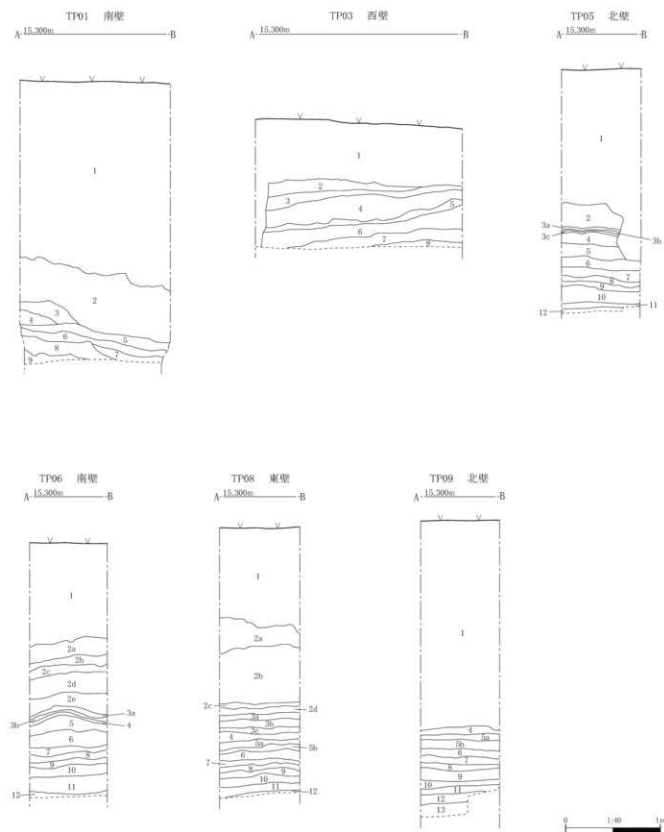 TP01 南壁
A 15.300m B
1
2
3
4
5
6
7
8
9
TP03 西壁
A 15.300m B
1
2
3
4
5
6
7
8
TP05 北壁
A 15.300m B
1
2
3a
3b
3c
4
5
6
7
8
9
10
11
12
TP06 南壁
A 15.300m B
1
2a
2b
2c
2d
2e
3a
3b
4
5
6
7
8
9
10
11
12
TP08 東壁
A 15.300m B
1
2a
2b
2c
2d
3a
3b
3c
4
5a
5b
6
7
8
9
10
11
12
TP09 北壁
A 15.300m B
1
4
5a
5b
6
7
8
9
10
11
12
13
0 1:40 1m